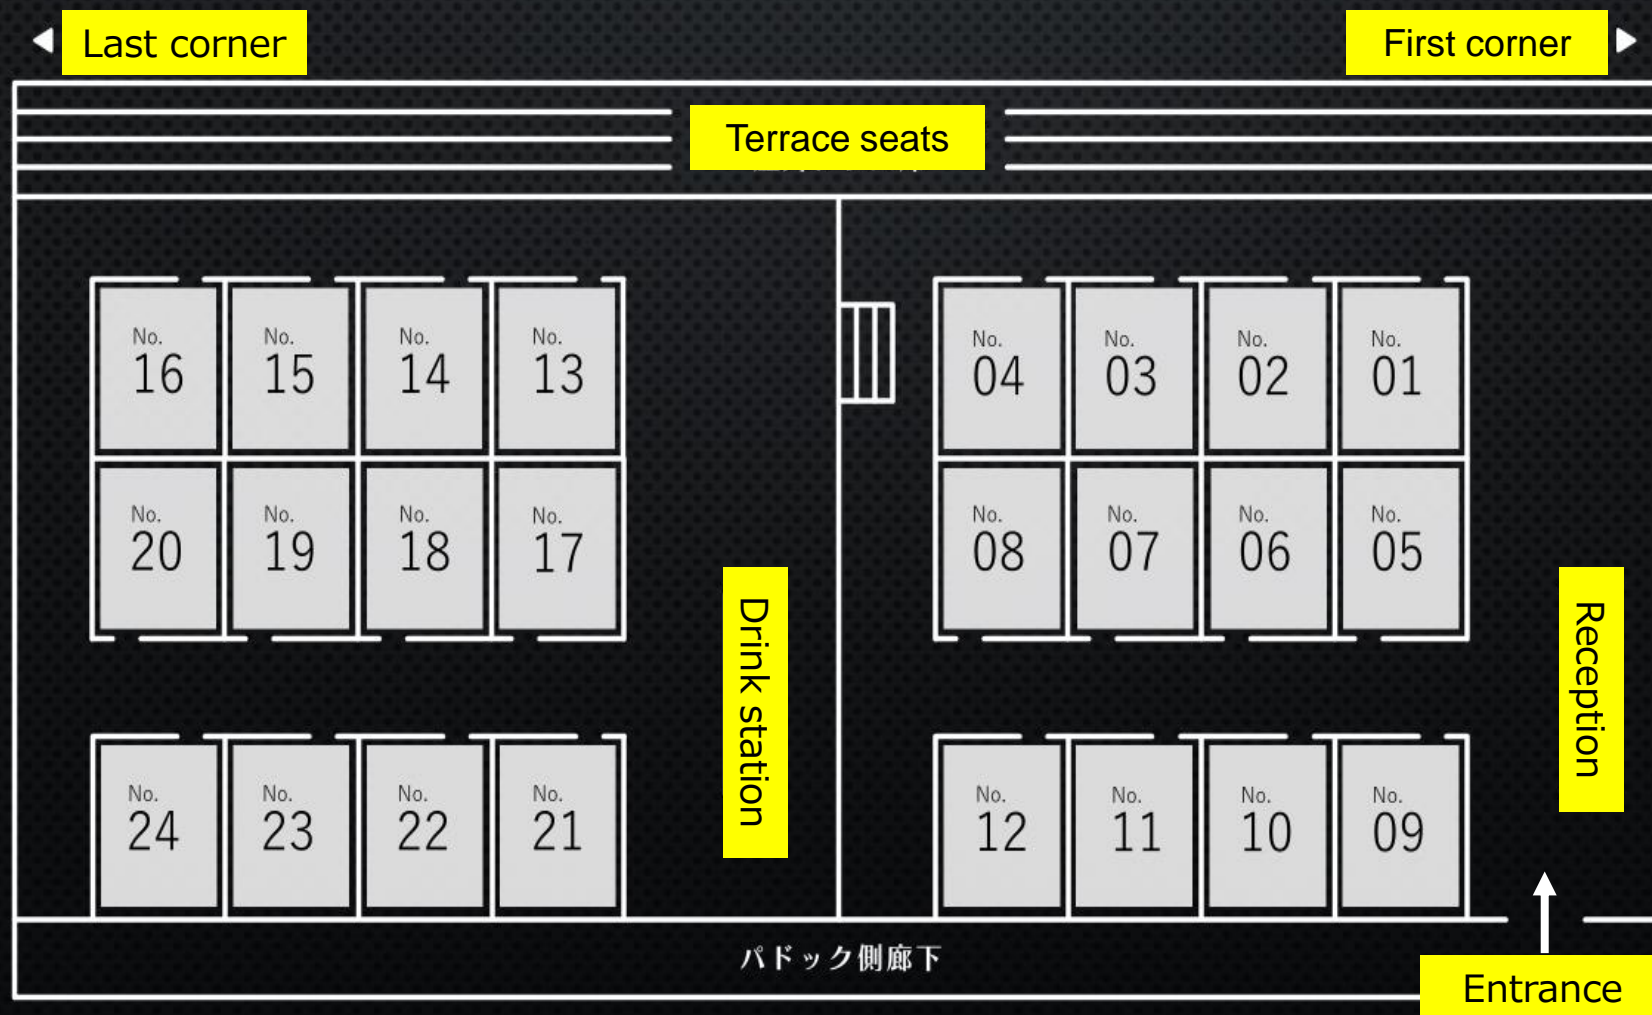 Last corner
First corner
Terrace seats
No.
16
No.
15
No.
14
No.
13
No.
04
No.
03
No.
02
No.
01
No.
20
No.
19
No.
18
No.
17
No.
08
No.
07
No.
06
No.
05
Drink station
Reception
No.
24
No.
23
No.
22
No.
21
No.
12
No.
11
No.
10
No.
09
パドック側廊下
Entrance